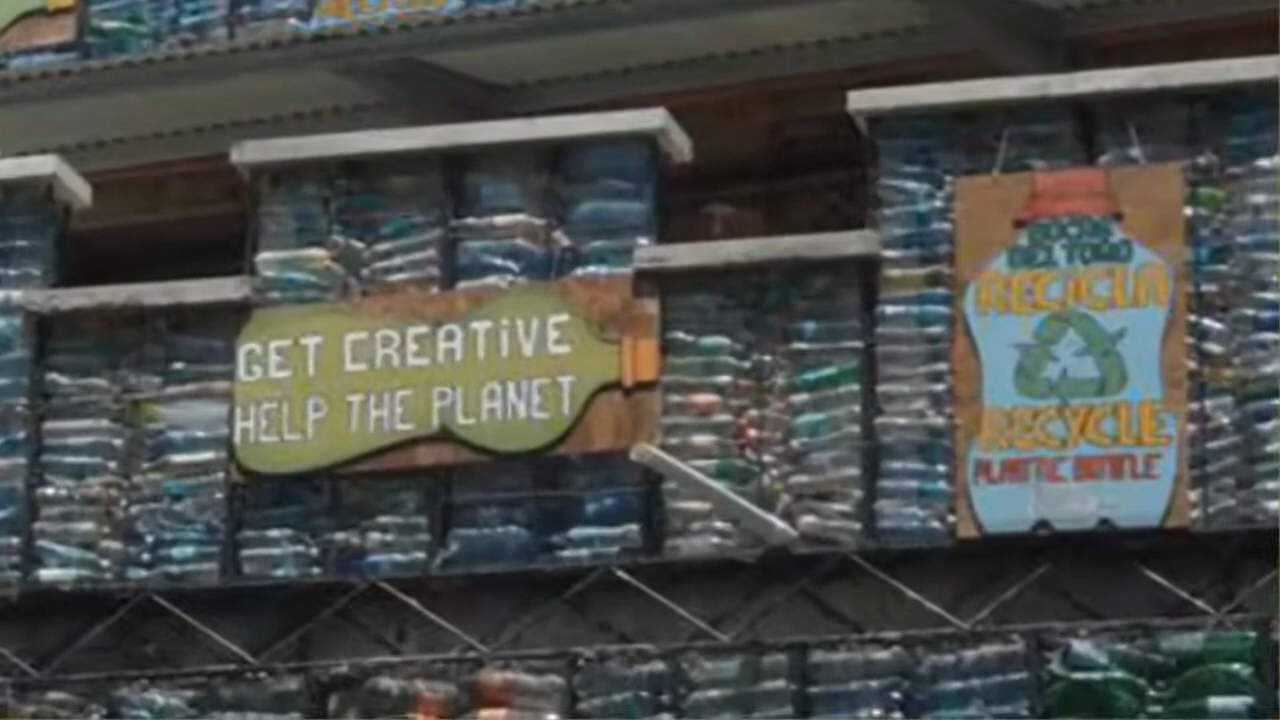 GET CREATiVE
HELP THE PLANET
DEL TODO
RECICLA
RECYCLE
PLASTIC BOTTLE